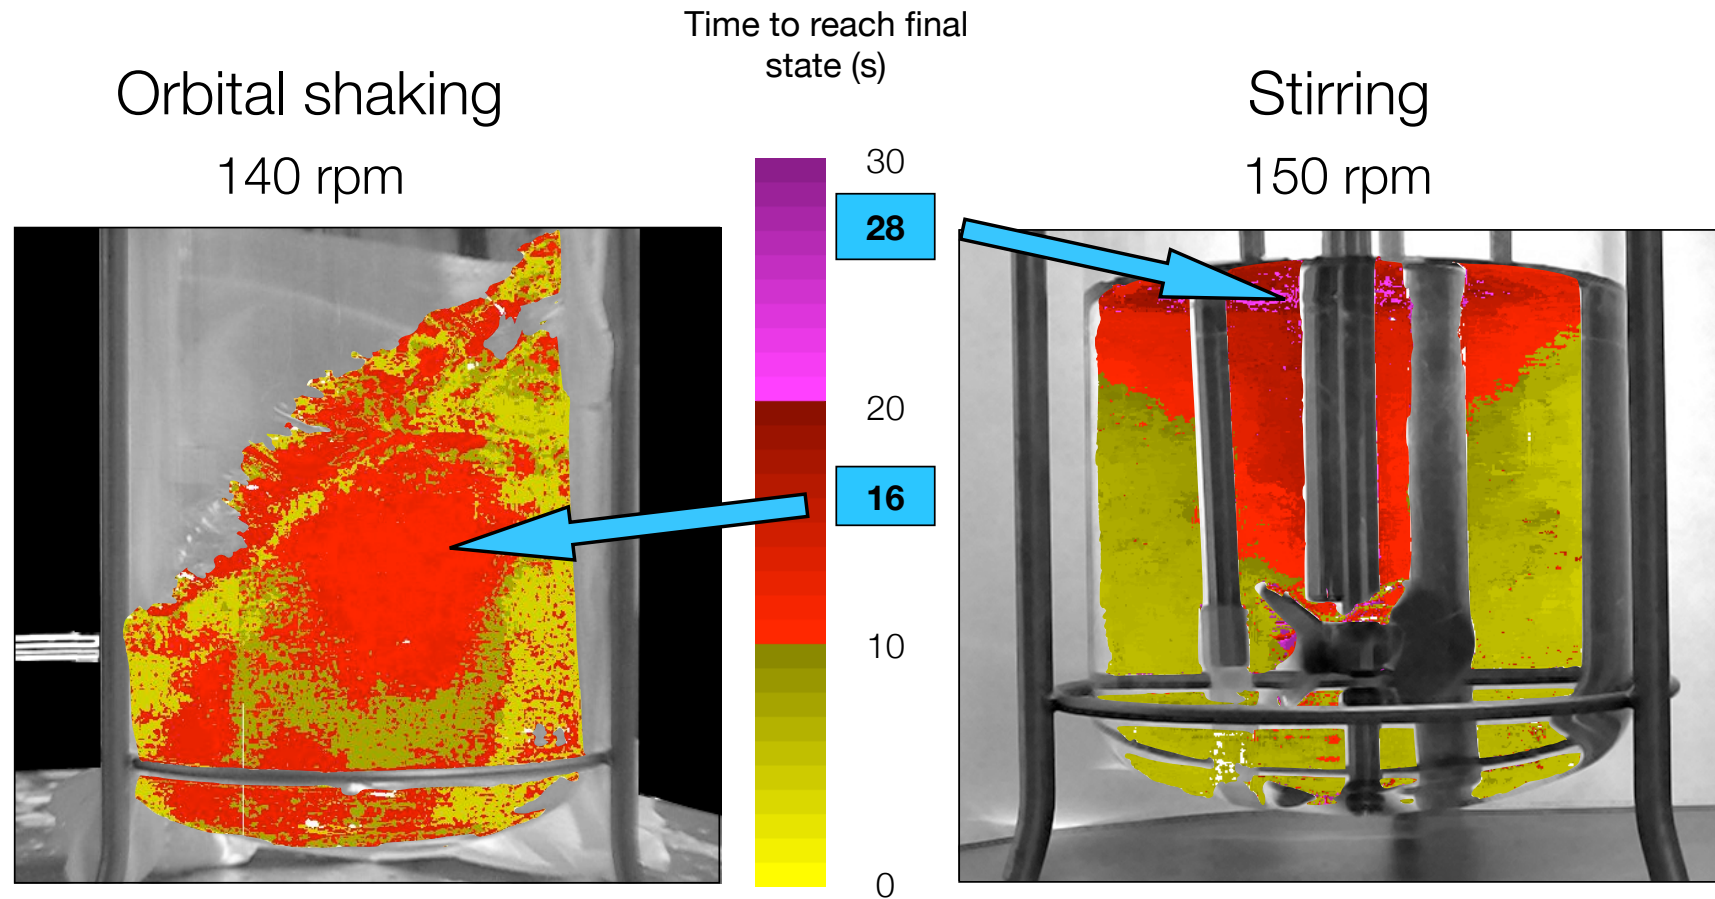 Time to reach final
state (s)
Orbital shaking
140 rpm
Stirring
150 rpm
30
28
20
16
10
0